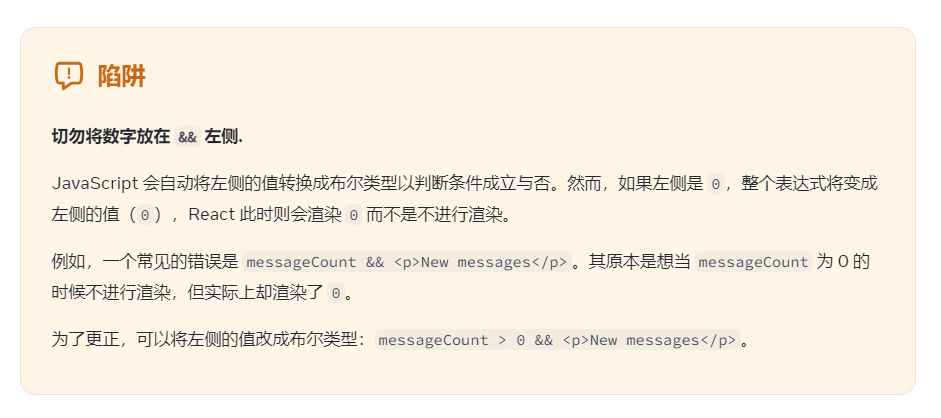 陷阱
切勿将数字放在 && 左侧.
JavaScript 会自动将左侧的值转换成布尔类型以判断条件成立与否。然而，如果左侧是 0，整个表达式将变成
左侧的值（0），React 此时则会渲染 0 而不是不进行渲染。
例如，一个常见的错误是 messageCount && <p>New messages</p>。其原本是想当 messageCount 为 0 的
时候不进行渲染，但实际上却渲染了 0。
为了更正，可以将左侧的值改成布尔类型：messageCount > 0 && <p>New messages</p>。